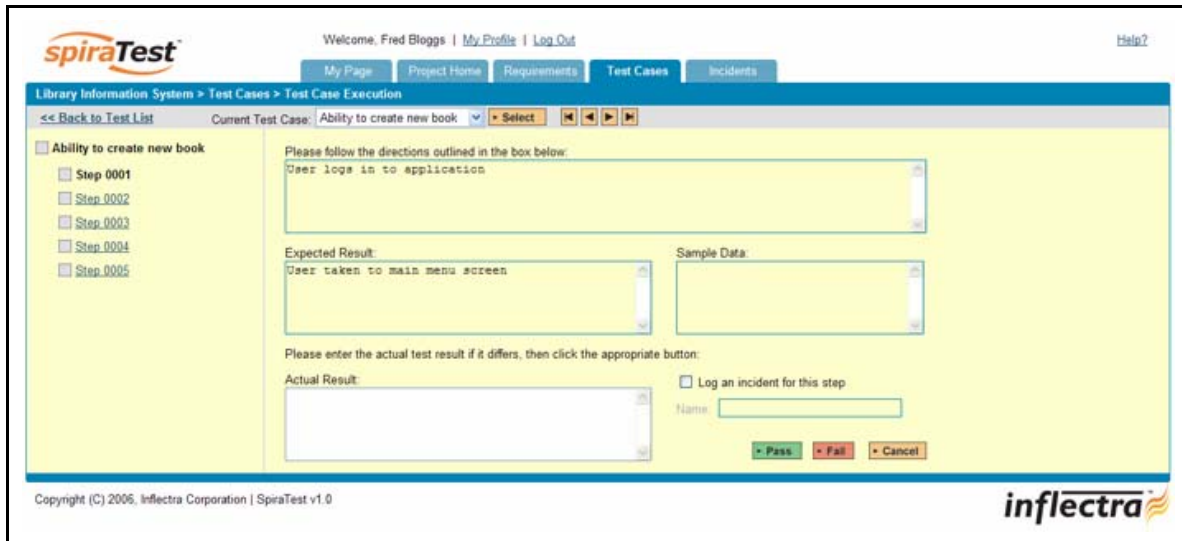 spiraTest
Welcome, Fred Bloggs | My Profile | Log Out
Help?
My Page
Project Home
Requirements
Test Cases
Incidents
Library Information System > Test Cases > Test Case Execution
<< Back to Test List
Current Test Case: Ability to create new book
Select
Ability to create new book
Step 0001
Step 0002
Step 0003
Step 0004
Step 0005
Please follow the directions outlined in the box below:
User logs in to application
Expected Result:
User taken to main menu screen
Sample Data:
Please enter the actual test result if it differs, then click the appropriate button:
Actual Result:
Log an incident for this step
Name:
Pass
Fail
Cancel
Copyright (C) 2006, Inflectra Corporation | SpiraTest v1.0
inflectra